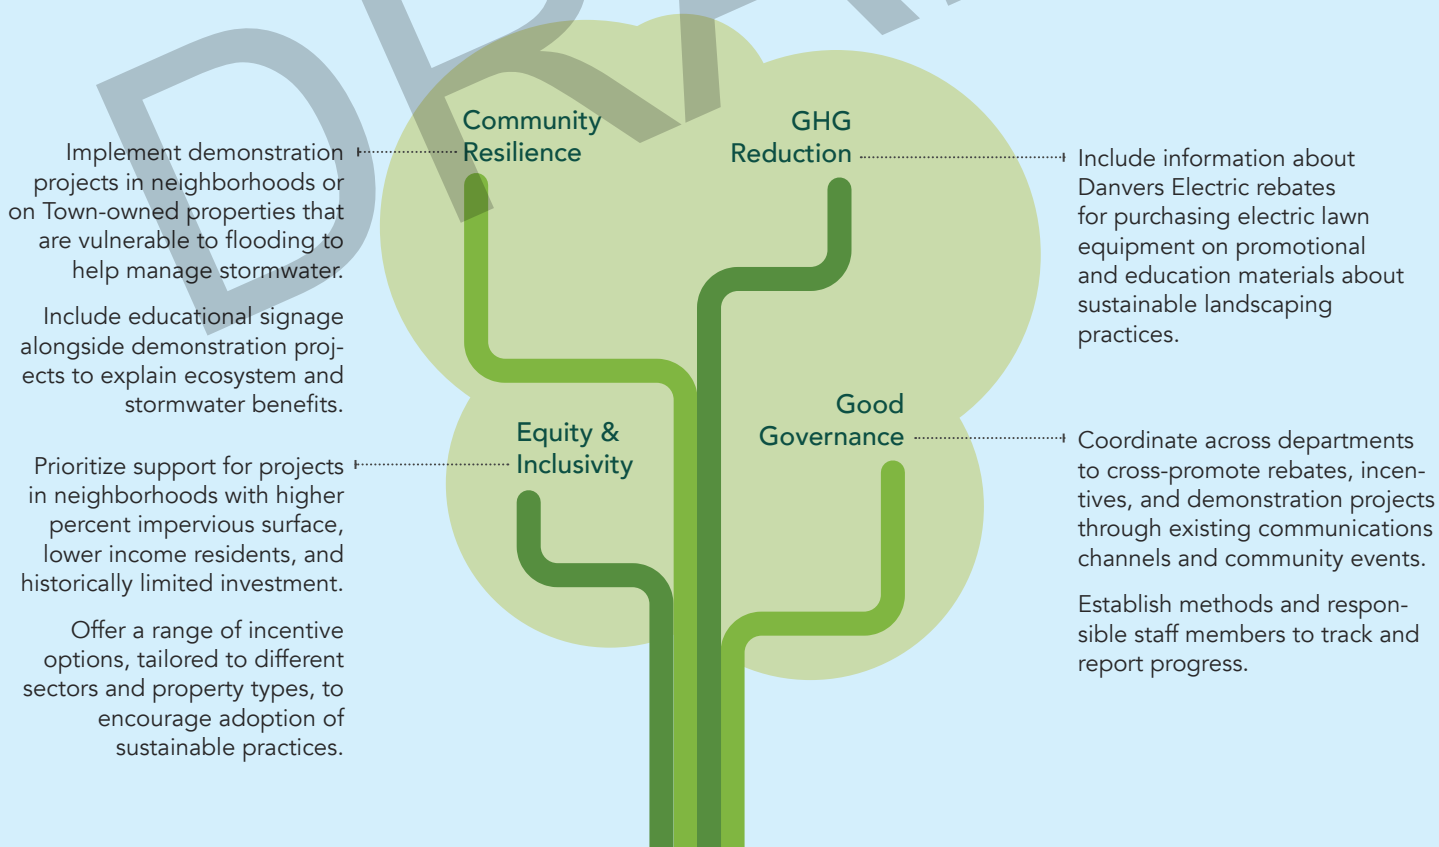 DRA
Community
Resilience
Implement demonstration
projects in neighborhoods or
on Town-owned properties that
are vulnerable to flooding to
help manage stormwater.
Include educational signage
alongside demonstration proj-
ects to explain ecosystem and
stormwater benefits.
Equity &
Inclusivity
Prioritize support for projects
in neighborhoods with higher
percent impervious surface,
lower income residents, and
historically limited investment.
Offer a range of incentive
options, tailored to different
sectors and property types, to
encourage adoption of
sustainable practices.
GHG
Reduction
Include information about
Danvers Electric rebates
for purchasing electric lawn
equipment on promotional
and education materials about
sustainable landscaping
practices.
Good
Governance
Coordinate across departments
to cross-promote rebates, incen-
tives, and demonstration projects
through existing communications
channels and community events.
Establish methods and respon-
sible staff members to track and
report progress.